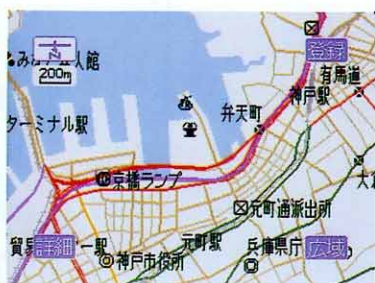 登録
みなと
人館
200m
有馬道
神戸駅
弁天町
ターミナル駅
京橋ランプ
元町通派出所
元町駅
兵庫県庁
詳細
広域
神戸市役所